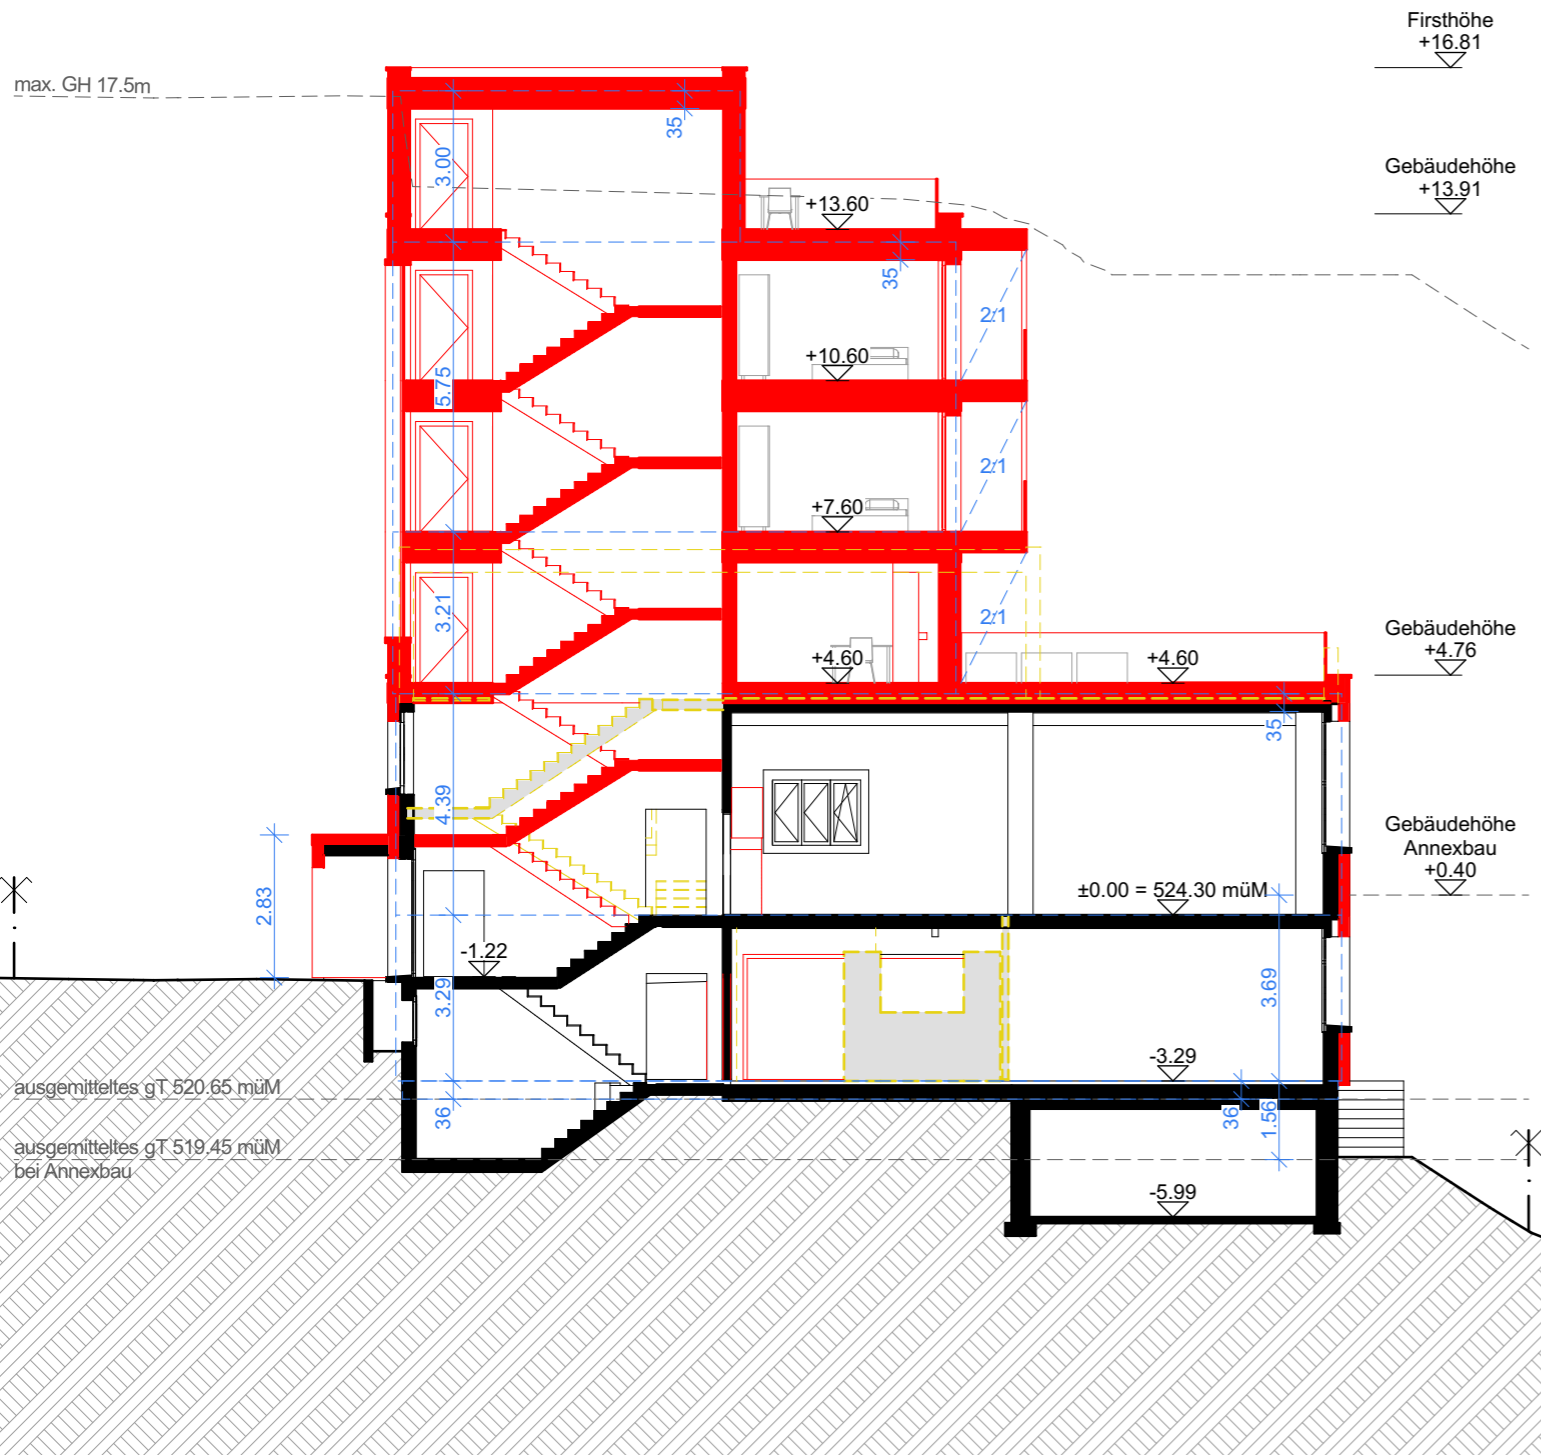 Firsthöhe
+16.81
max. GH 17.5m
35
3.00
Gebäudehöhe
+13.91
+13.60
35
2:1
+10.60
5.75
2:1
+7.60
3.21
2:1
Gebäudehöhe
+4.76
+4.60
+4.60
35
4.39
Gebäudehöhe
Annexbau
+0.40
2.83
±0.00 = 524.30 müM
-1.22
3.29
3.69
-3.29
ausgemitteltes gT 520.65 müM
36
36
1.56
ausgemitteltes gT 519.45 müM
bei Annexbau
-5.99